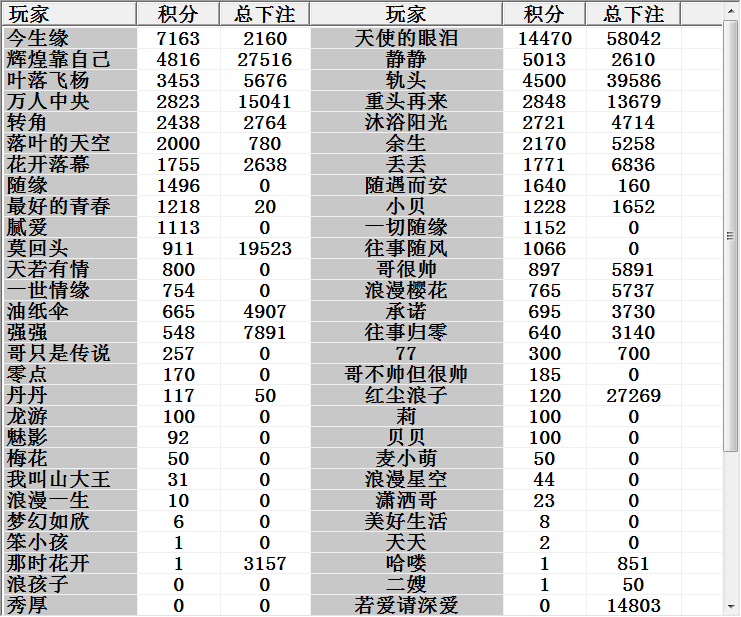 玩家 积分 总下注 玩家 积分 总下注
今生缘 7163 2160 天使的眼泪 14470 58042
辉煌靠自己 4816 27516 静静 5013 2610
叶落飞杨 3453 5676 轨头 4500 39586
万人中央 2823 15041 重头再来 2848 13679
转角 2438 2764 沐浴阳光 2721 4714
落叶的天空 2000 780 余生 2170 5258
花开落幕 1755 2638 丢丢 1771 6836
随缘 1496 0 随遇而安 1640 160
最好的青春 1218 20 小贝 1228 1652
腻爱 1113 0 一切随缘 1152 0
莫回头 911 19523 往事随风 1066 0
天若有情 800 0 哥很帅 897 5891
一世情缘 754 0 浪漫樱花 765 5737
油纸伞 665 4907 承诺 695 3730
强强 548 7891 往事归零 640 3140
哥只是传说 257 0 77 300 700
零点 170 0 哥不帅但很帅 185 0
丹丹 117 50 红尘浪子 120 27269
龙游 100 0 莉 100 0
魅影 92 0 贝贝 100 0
梅花 50 0 麦小萌 50 0
我叫山大王 31 0 浪漫星空 44 0
浪漫一生 10 0 潇洒哥 23 0
梦幻如欣 6 0 美好生活 8 0
笨小孩 1 0 天天 2 0
那时花开 1 3157 哈喽 1 851
浪孩子 0 0 二嫂 1 50
秀厚 0 0 若爱请深爱 0 14803